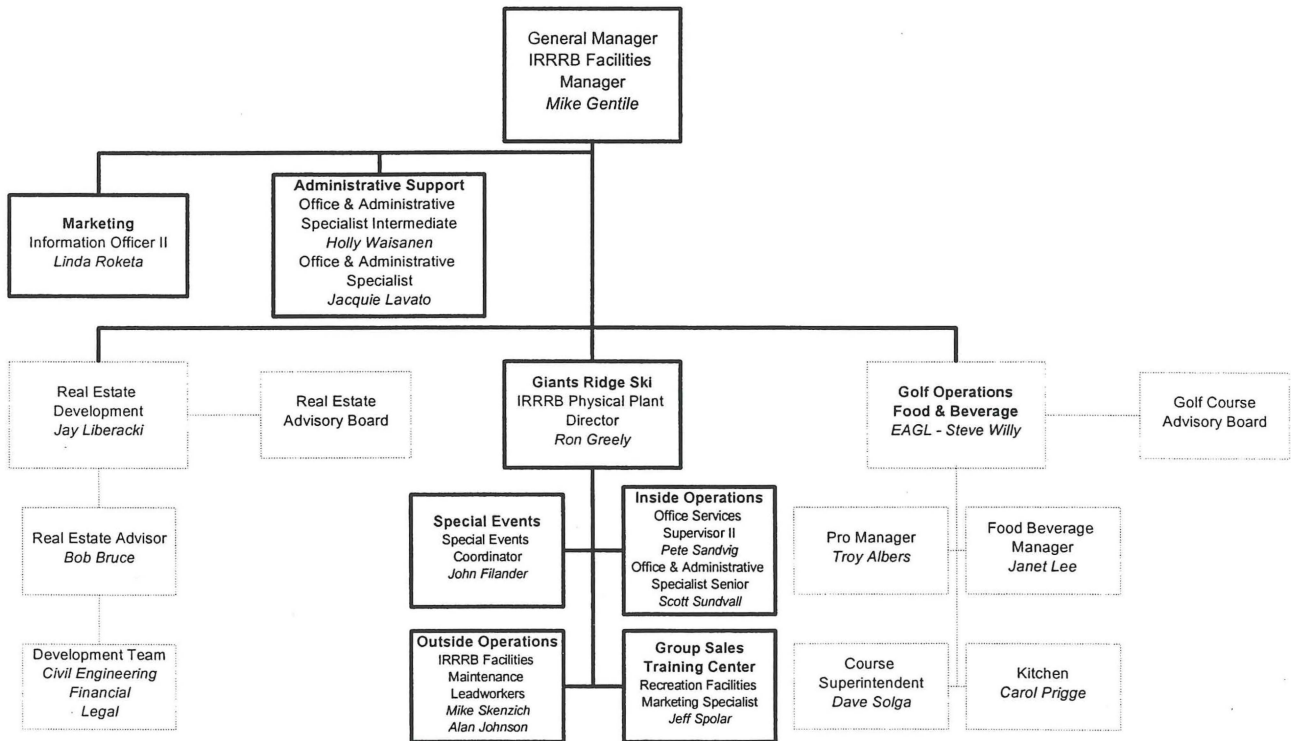 General Manager
IRRRB Facilities
Manager
Mike Gentile
Marketing
Information Officer II
Linda Roketa
Administrative Support
Office & Administrative
Specialist Intermediate
Holly Waisanen
Office & Administrative
Specialist
Jacquie Lavato
Real Estate
Development
Jay Liberacki
Real Estate
Advisory Board
Giants Ridge Ski
IRRRB Physical Plant
Director
Ron Greely
Golf Operations
Food & Beverage
EAGL - Steve Willy
Golf Course
Advisory Board
Real Estate Advisor
Bob Bruce
Special Events
Special Events
Coordinator
John Filander
Inside Operations
Office Services
Supervisor II
Pete Sandvig
Office & Administrative
Specialist Senior
Scott Sundvall
Pro Manager
Troy Albers
Food Beverage
Manager
Janet Lee
Development Team
Civil Engineering
Financial
Legal
Outside Operations
IRRRB Facilities
Maintenance
Leadworkers
Mike Skenzich
Alan Johnson
Group Sales
Training Center
Recreation Facilities
Marketing Specialist
Jeff Spolar
Course
Superintendent
Dave Solga
Kitchen
Carol Prigge